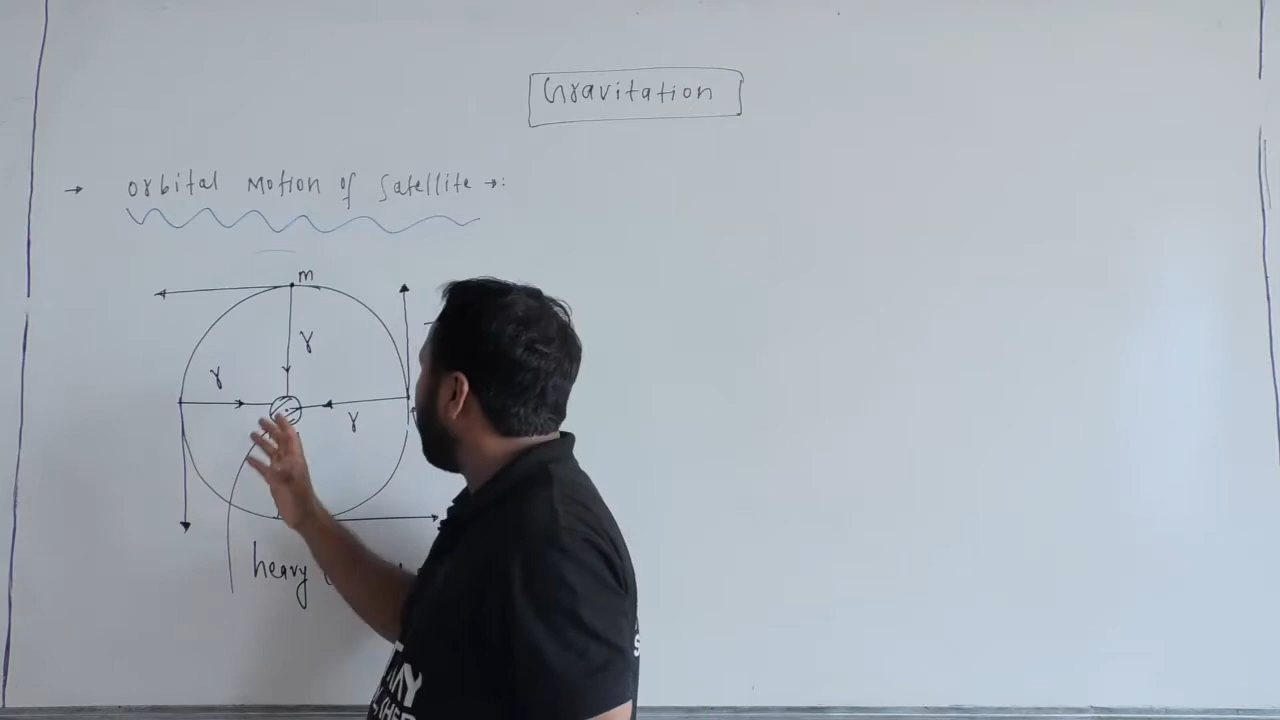 Gravitation
→ Orbital Motion of Satellite →:
m
r
r
r
heavy